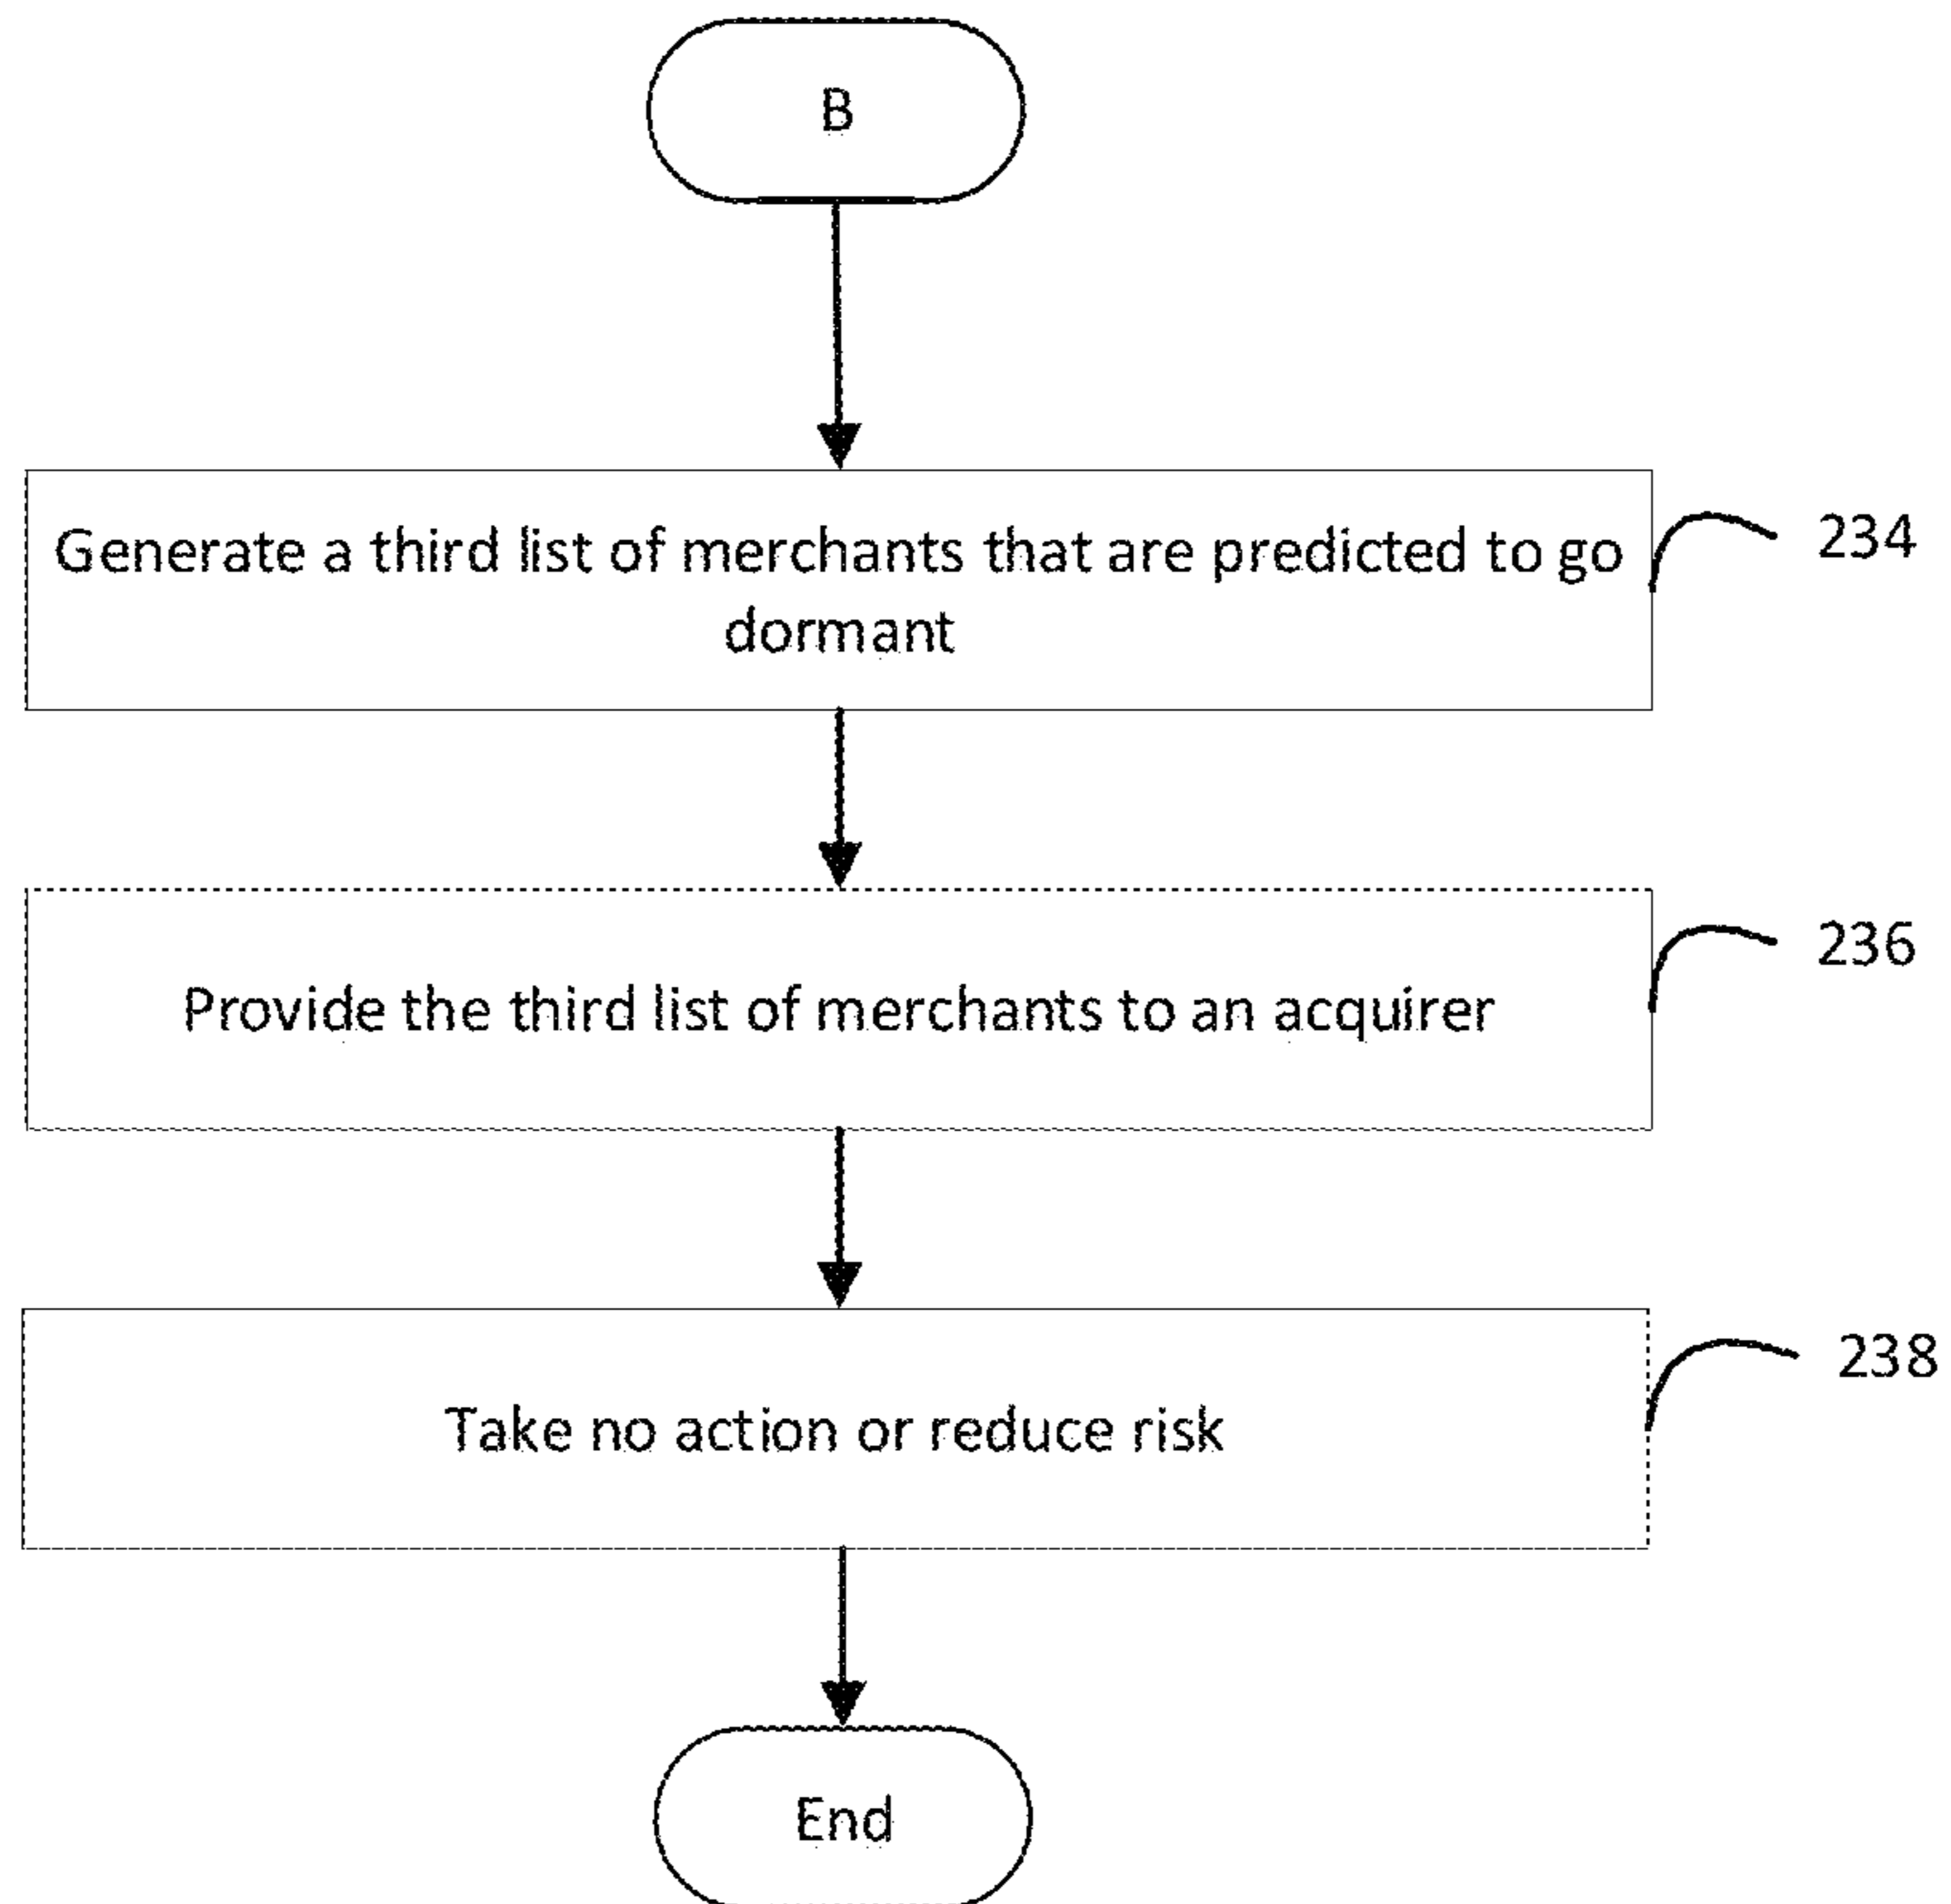 B
Generate a third list of merchants that are predicted to go
dormant
234
Provide the third list of merchants to an acquirer
236
Take no action or reduce risk
238
End